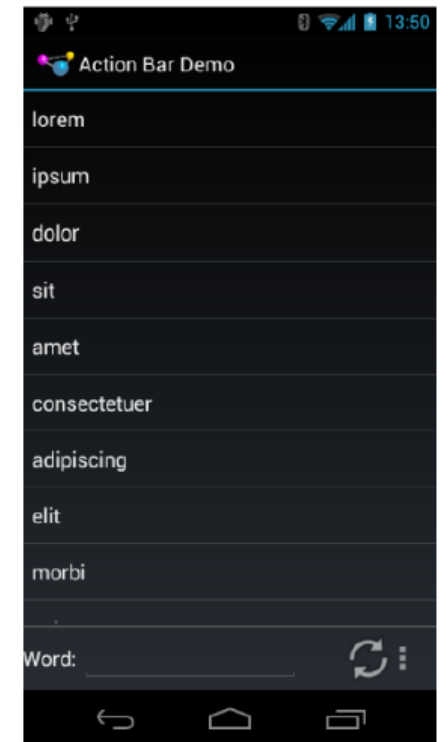 13:50
Action Bar Demo
lorem
ipsum
dolor
sit
amet
consectetuer
adipiscing
elit
morbi
Word: